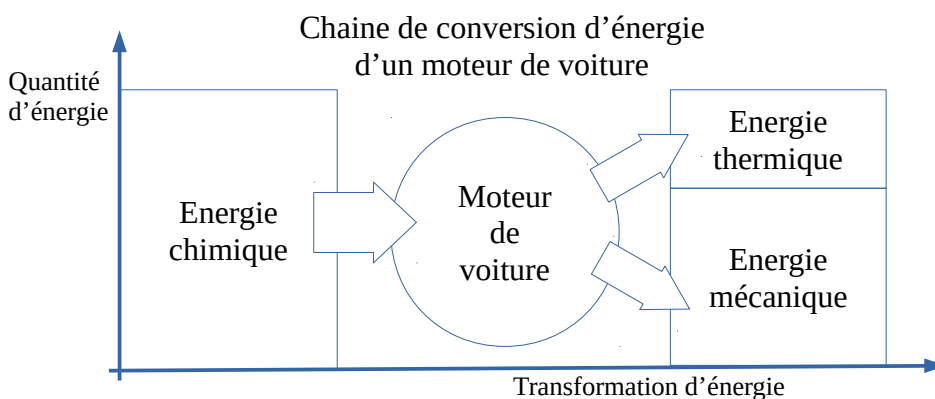 Chaine de conversion d’énergie
d’un moteur de voiture
Quantité
d’énergie
Energie
chimique
Moteur
de
voiture
Energie
thermique
Energie
mécanique
Transformation d’énergie